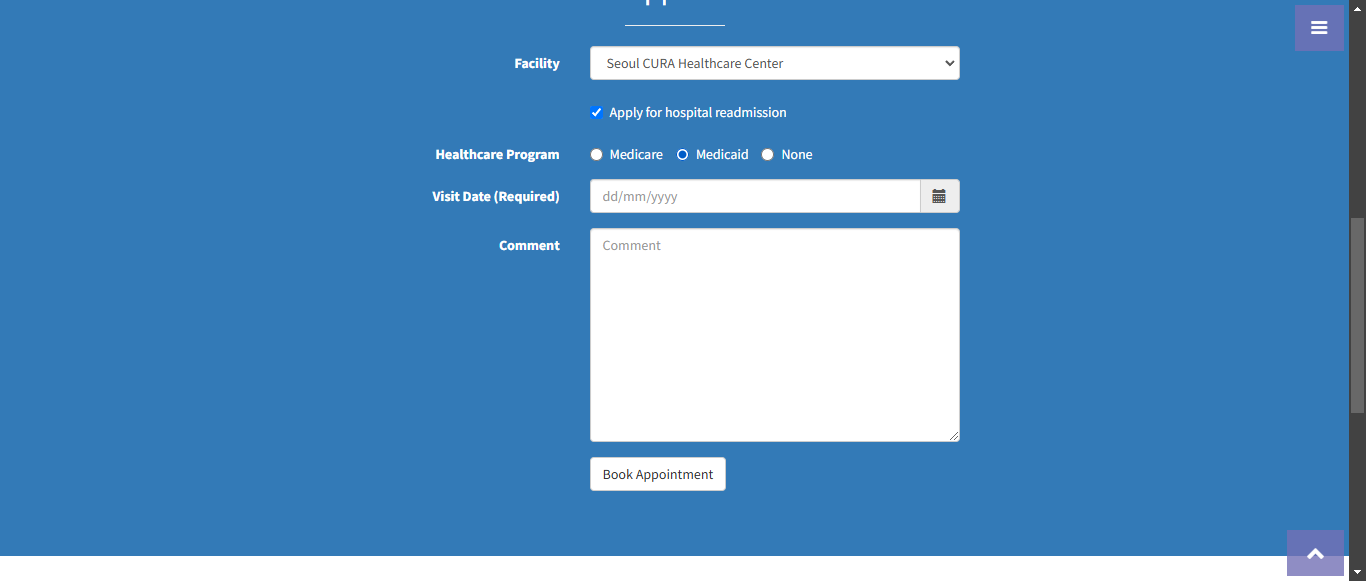 Facility Seoul CURA Healthcare Center
Apply for hospital readmission
Healthcare Program Medicare Medicaid None
Visit Date (Required) dd/mm/yyyy
Comment Comment
Book Appointment